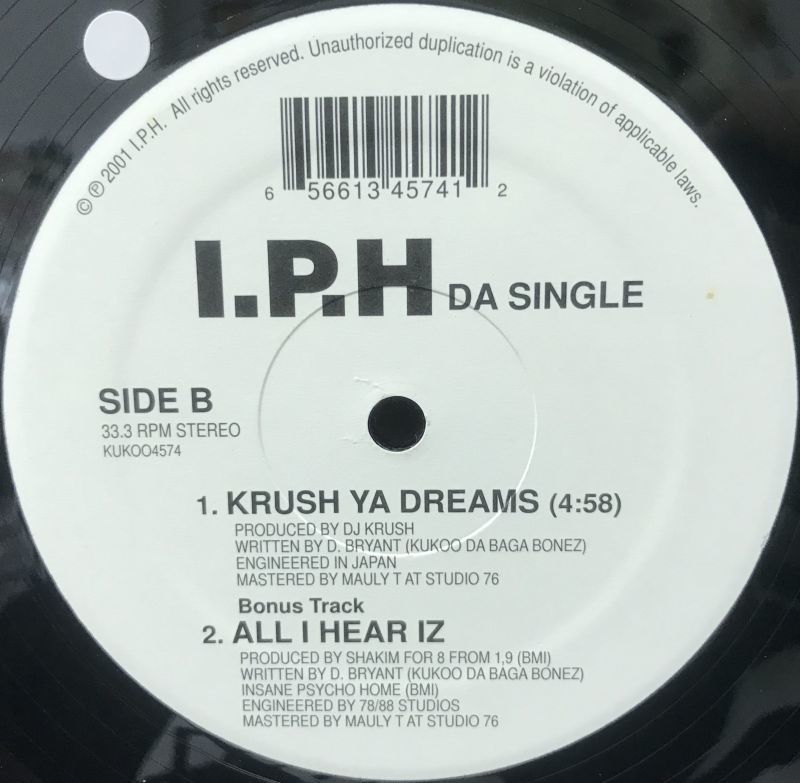 © ℗ 2001 I.P.H. All rights reserved. Unauthorized duplication is a violation of applicable laws.
6 56613 45741 2
I.P.H DA SINGLE
SIDE B
33.3 RPM STEREO
KUKOO4574
1. KRUSH YA DREAMS (4:58)
PRODUCED BY DJ KRUSH
WRITTEN BY D. BRYANT (KUKOO DA BAGA BONEZ)
ENGINEERED IN JAPAN
MASTERED BY MAULY T AT STUDIO 76
Bonus Track
2. ALL I HEAR IZ
PRODUCED BY SHAKIM FOR 8 FROM 1,9 (BMI)
WRITTEN BY D. BRYANT (KUKOO DA BAGA BONEZ)
INSANE PSYCHO HOME (BMI)
ENGINEERED BY 78/88 STUDIOS
MASTERED BY MAULY T AT STUDIO 76